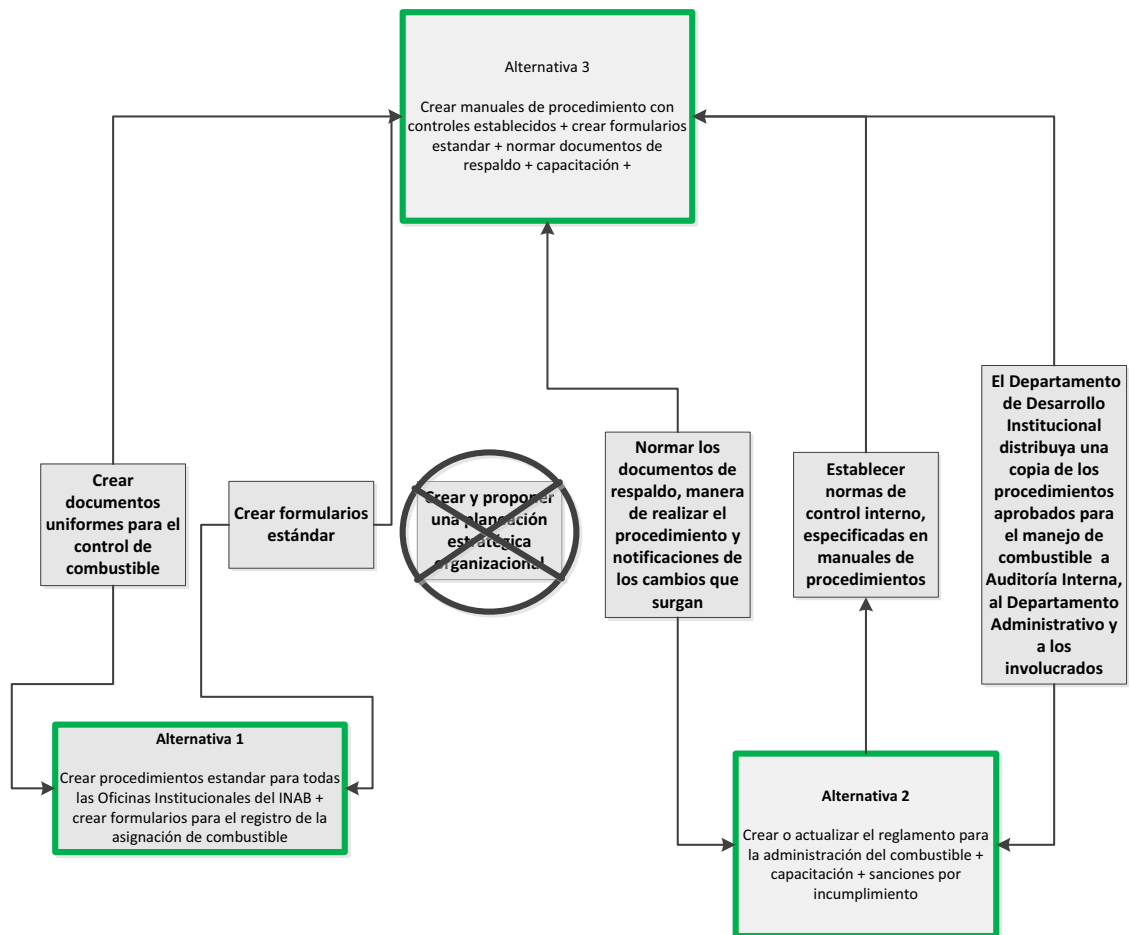 Alternativa 3
Crear manuales de procedimiento con
controles establecidos + crear formularios
estandar + normar documentos de
respaldo + capacitación +
Crear
documentos
uniformes para el
control de
combustible
Crear formularios
estándar
Crear y proponer
una planeación
estratégica
organizacional
Normar los
documentos de
respaldo, manera
de realizar el
procedimiento y
notificaciones de
los cambios que
surgan
Establecer
normas de
control interno,
especificadas en
manuales de
procedimientos
El Departamento
de Desarrollo
Institucional
distribuya una
copia de los
procedimientos
aprobados para
el manejo de
combustible a
Auditoría Interna,
al Departamento
Administrativo y
a los
involucrados
Alternativa 1
Crear procedimientos estandar para todas
las Oficinas Institucionales del INAB +
crear formularios para el registro de la
asignación de combustible
Alternativa 2
Crear o actualizar el reglamento para
la administración del combustible +
capacitación + sanciones por
incumplimiento